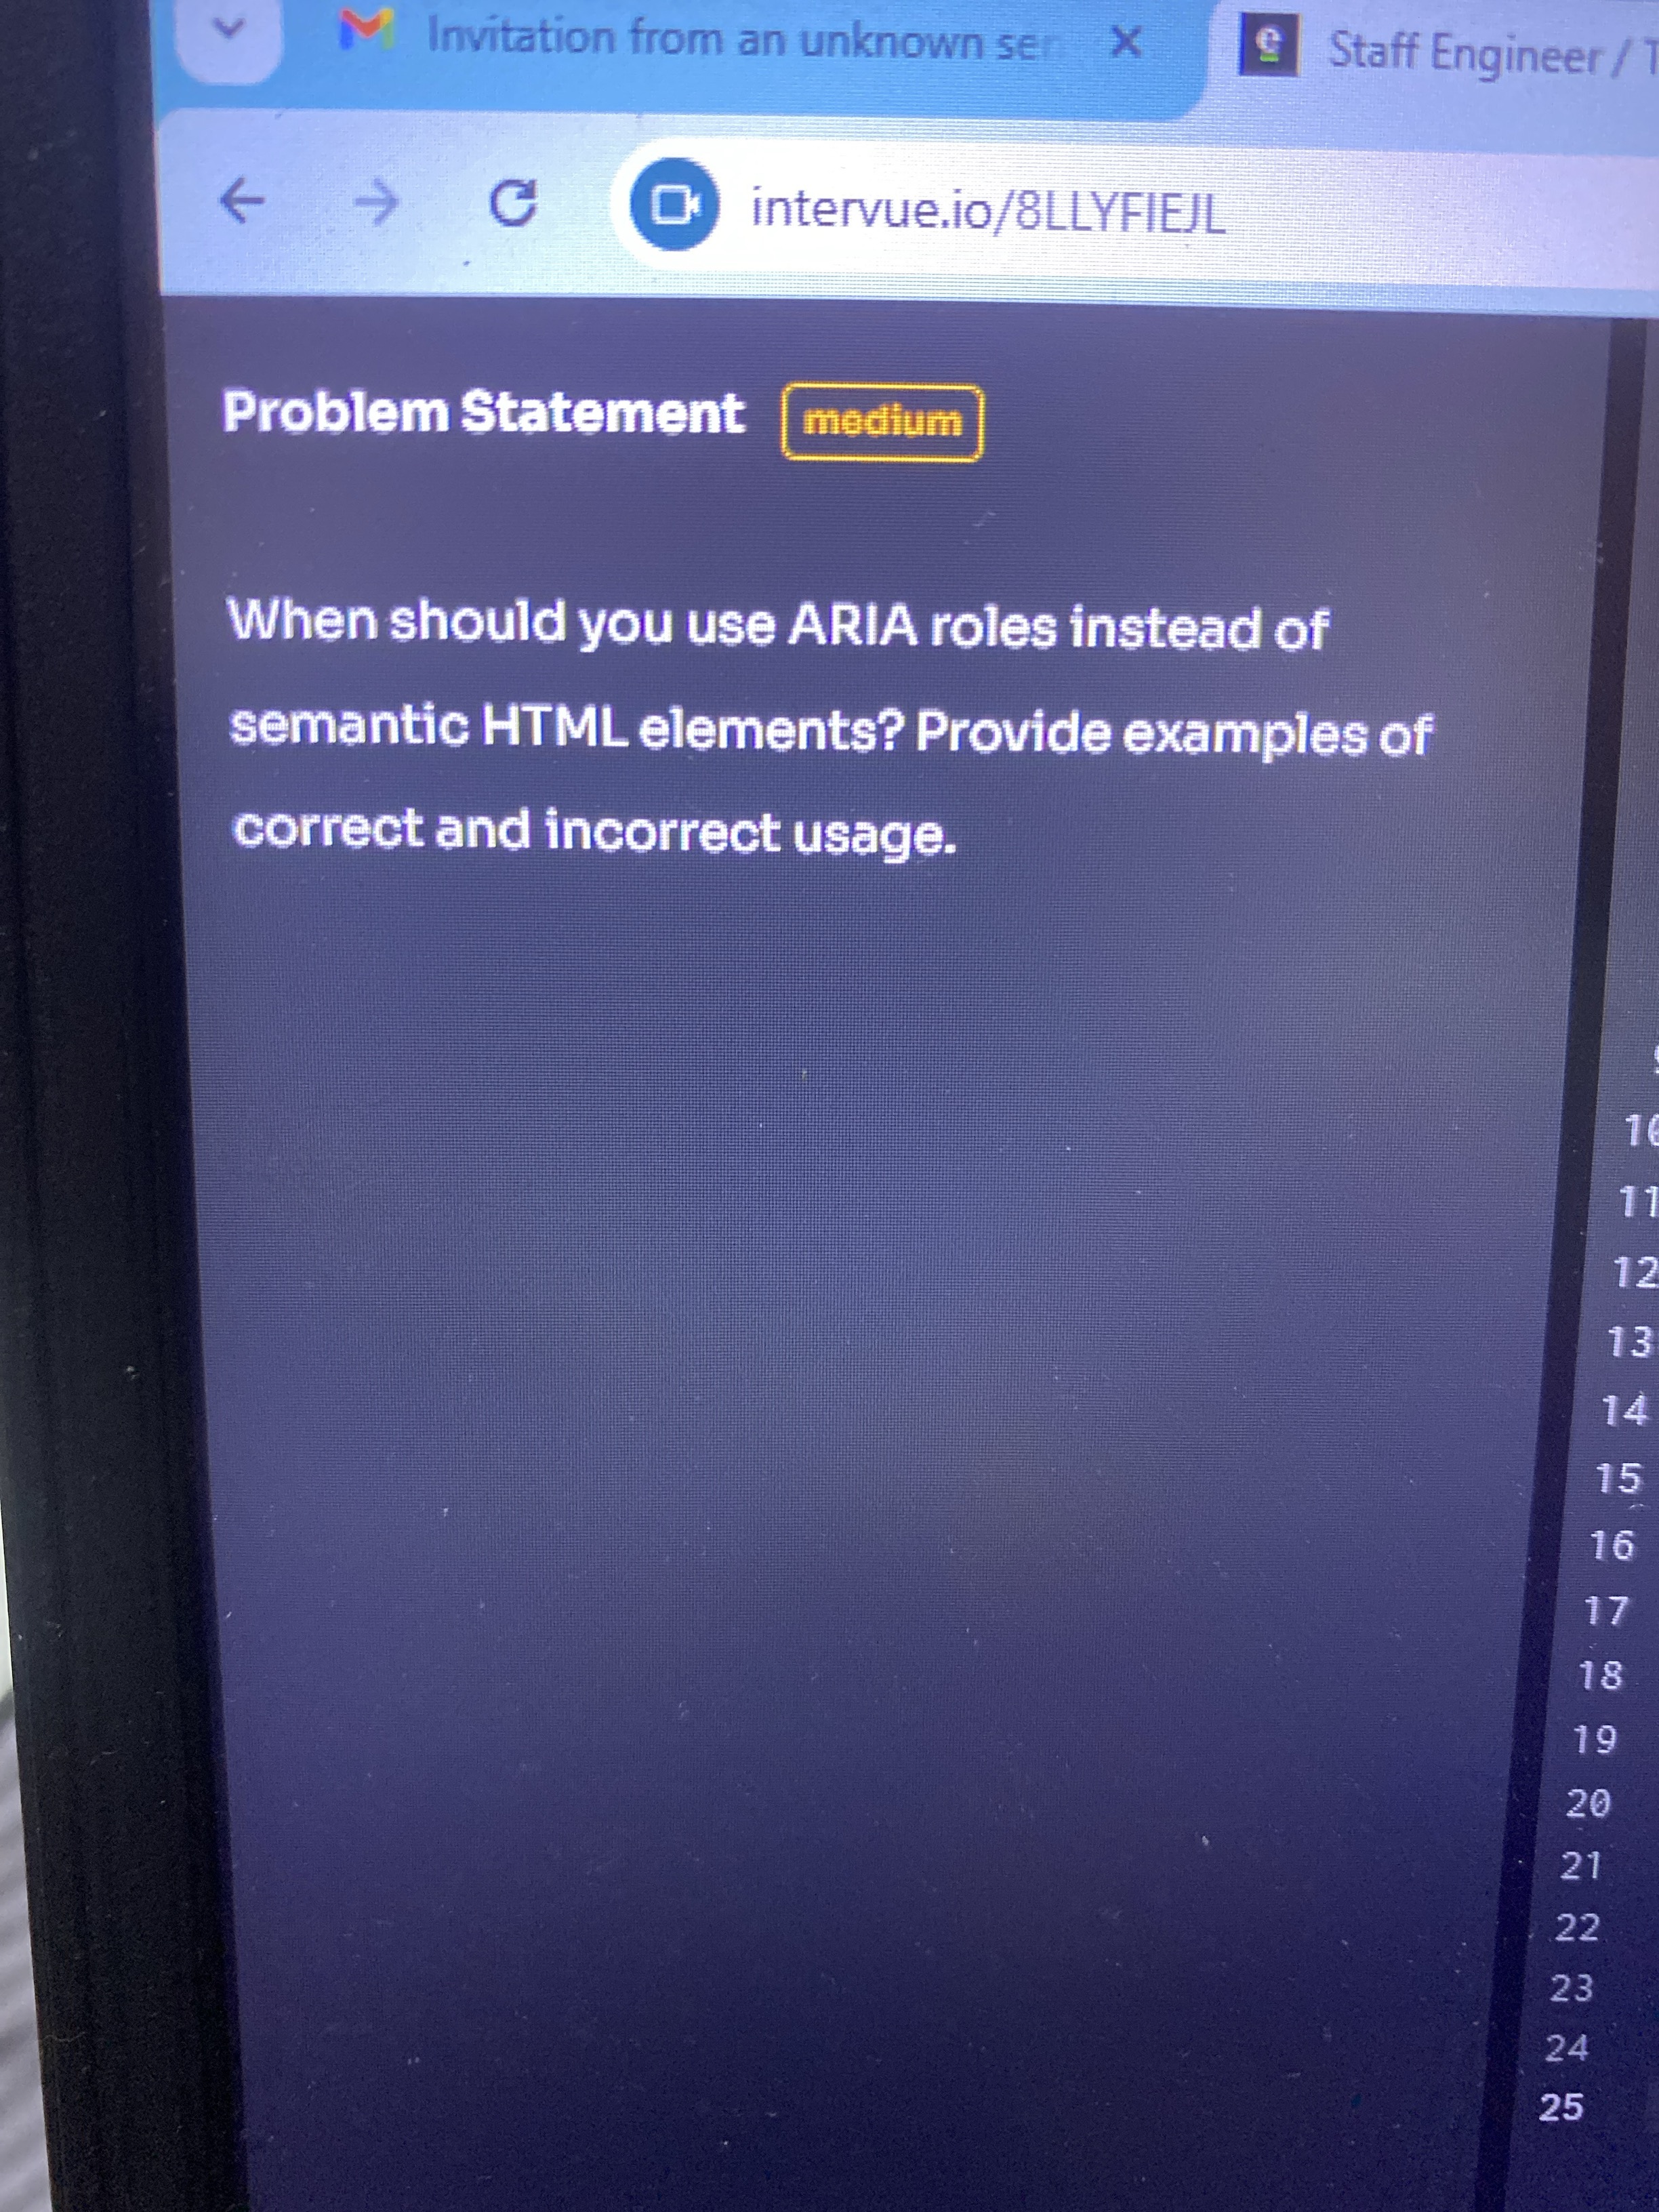 Invitation from an unknown ser
Staff Engineer /
intervue.io/8LLYFIEJL
Problem Statement medium
When should you use ARIA roles instead of
semantic HTML elements? Provide examples of
correct and incorrect usage.
11
12
13
14
15
16
17
18
19
20
21
22
23
24
25